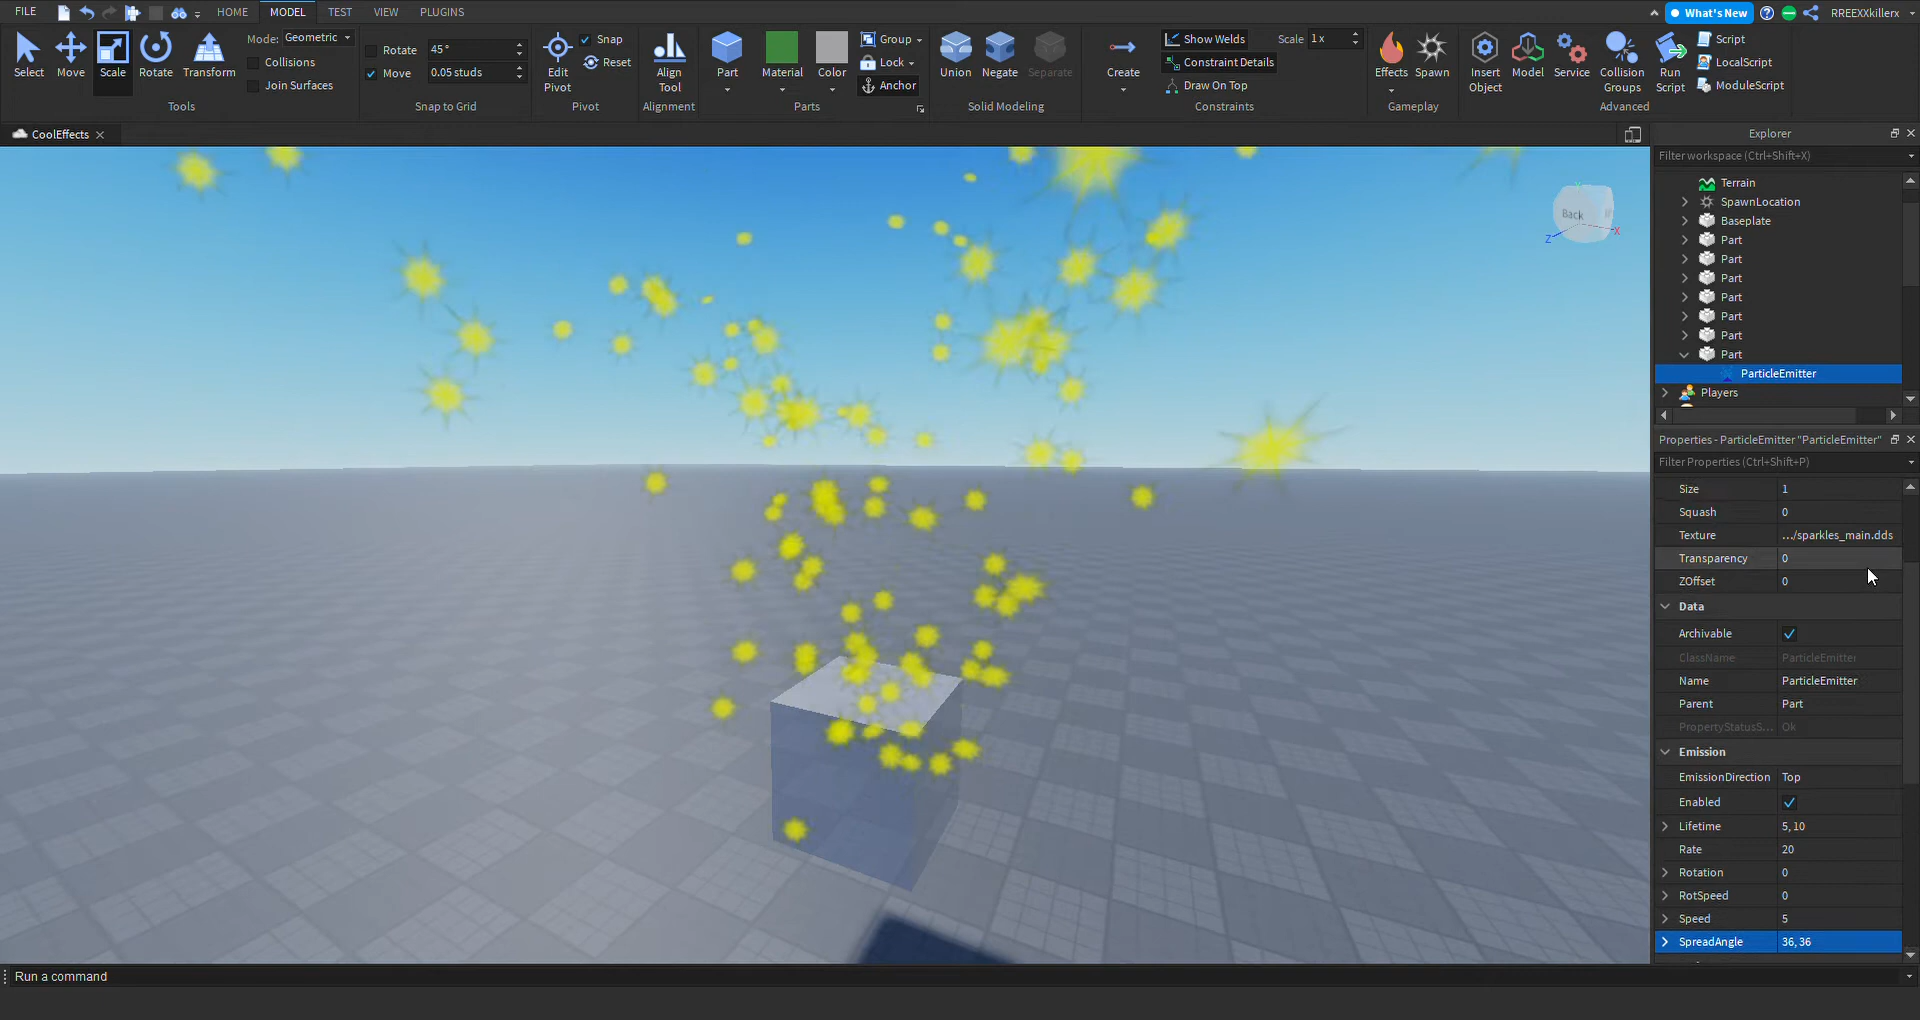 FILE HOME MODEL TEST VIEW PLUGINS What's New RREEXXkillerx
Select Move Scale Rotate Transform
Mode: Geometric
Collisions
Join Surfaces
Tools
Rotate 45°
Move 0.05 studs
Snap to Grid
Edit Pivot
Snap
Reset
Pivot
Align Tool
Alignment
Part Material Color
Group
Lock
Anchor
Parts
Union Negate Separate
Solid Modeling
Create
Show Welds
Scale 1 x
Constraint Details
Draw On Top
Constraints
Effects Spawn
Gameplay
Insert Object
Model
Service
Collision Groups
Run Script
Script
LocalScript
ModuleScript
Advanced
CoolEffects
Back
Y
Z
X
Explorer
Filter workspace (Ctrl+Shift+X)
Terrain
SpawnLocation
Baseplate
Part
Part
Part
Part
Part
Part
Part
ParticleEmitter
Players
Properties - ParticleEmitter "ParticleEmitter"
Filter Properties (Ctrl+Shift+P)
Size 1
Squash 0
Texture .../sparkles_main.dds
Transparency 0
ZOffset 0
Data
Archivable
ClassName ParticleEmitter
Name ParticleEmitter
Parent Part
PropertyStatusS... Ok
Emission
EmissionDirection Top
Enabled
Lifetime 5, 10
Rate 20
Rotation 0
RotSpeed 0
Speed 5
SpreadAngle 36, 36
Run a command